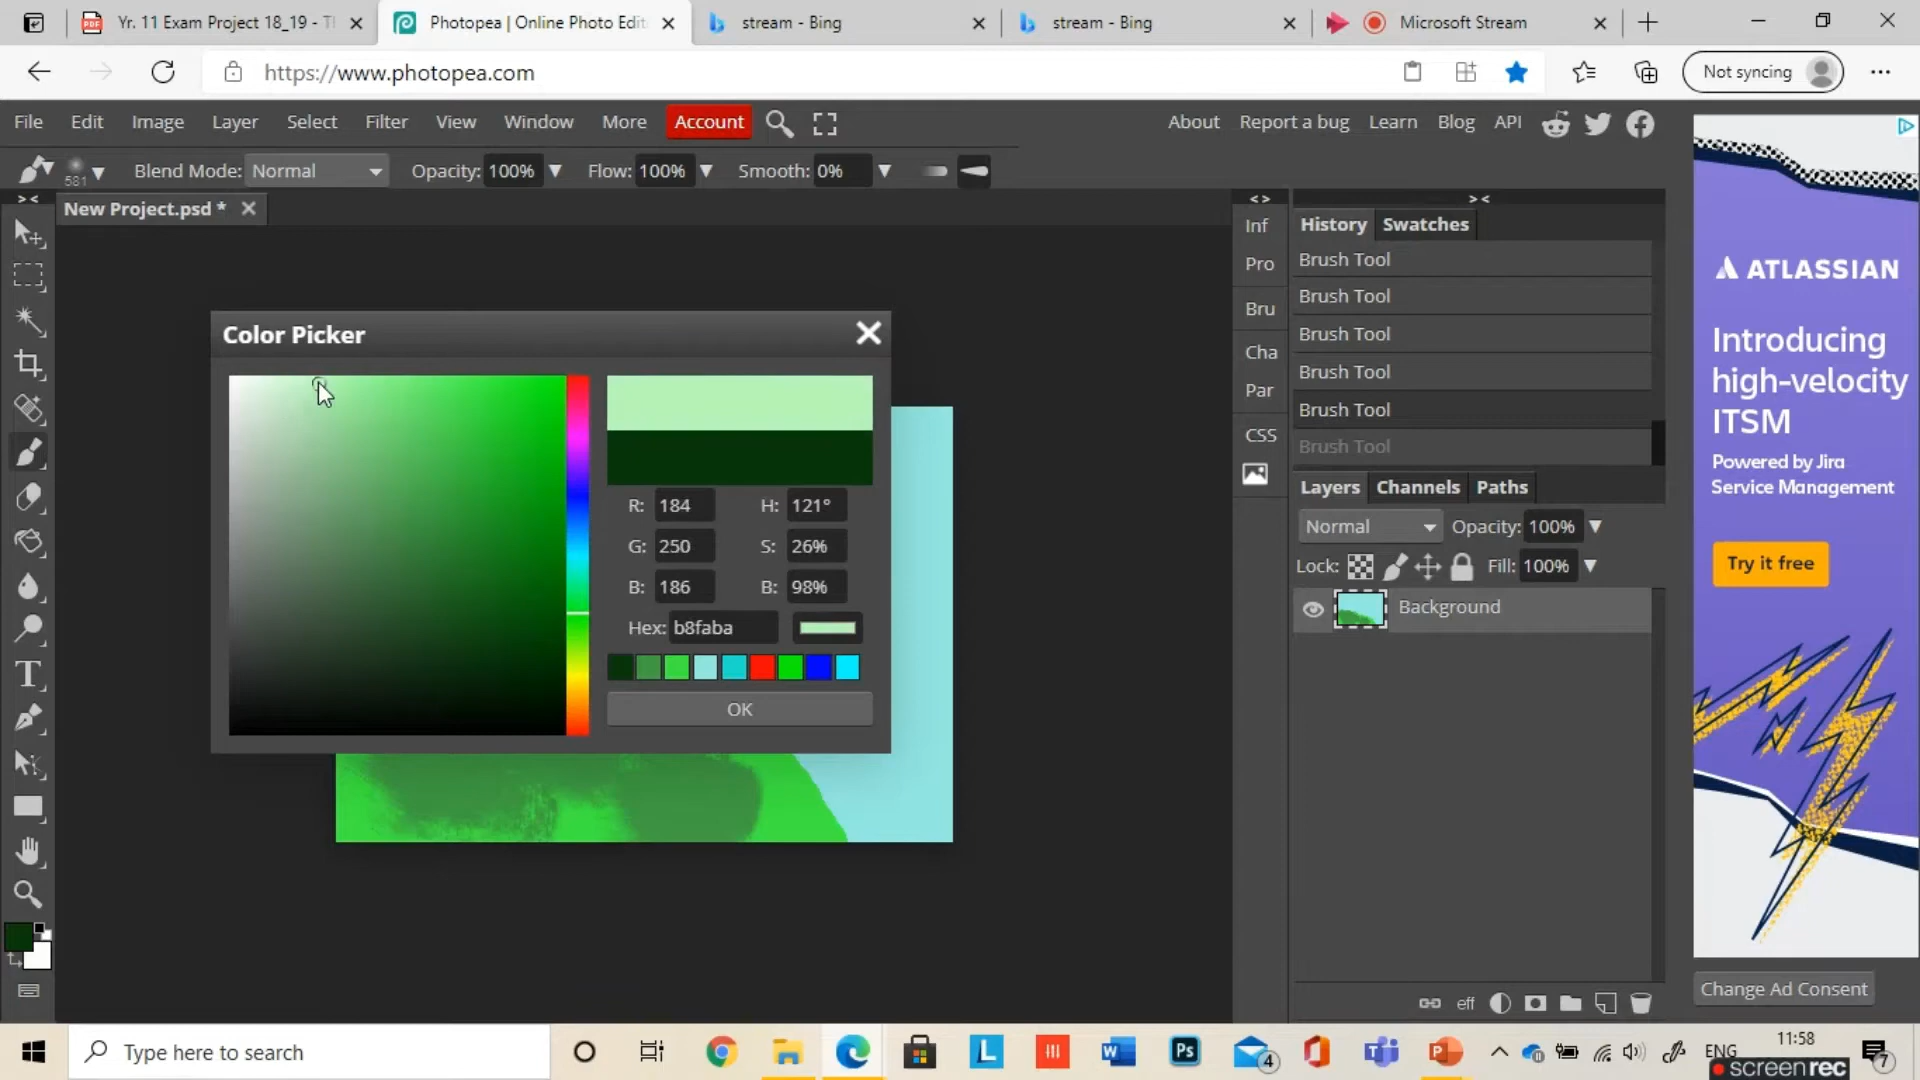 Yr. 11 Exam Project 18_19 - Th
Photopea | Online Photo Edit
stream - Bing
stream - Bing
Microsoft Stream
https://www.photopea.com
Not syncing
File Edit Image Layer Select Filter View Window More Account
About Report a bug Learn Blog API
581
Blend Mode: Normal Opacity: 100% Flow: 100% Smooth: 0%
New Project.psd *
Color Picker
R: 184 H: 121°
G: 250 S: 26%
B: 186 B: 98%
Hex: b8faba
OK
Inf
Pro
Bru
Cha
Par
CSS
History Swatches
Brush Tool
Brush Tool
Brush Tool
Brush Tool
Brush Tool
Brush Tool
Layers Channels Paths
Normal Opacity: 100%
Lock: Fill: 100%
Background
eff
ATLASSIAN
Introducing
high-velocity
ITSM
Powered by Jira
Service Management
Try it free
Change Ad Consent
Type here to search
4
ENG
11:58
7
screenrec